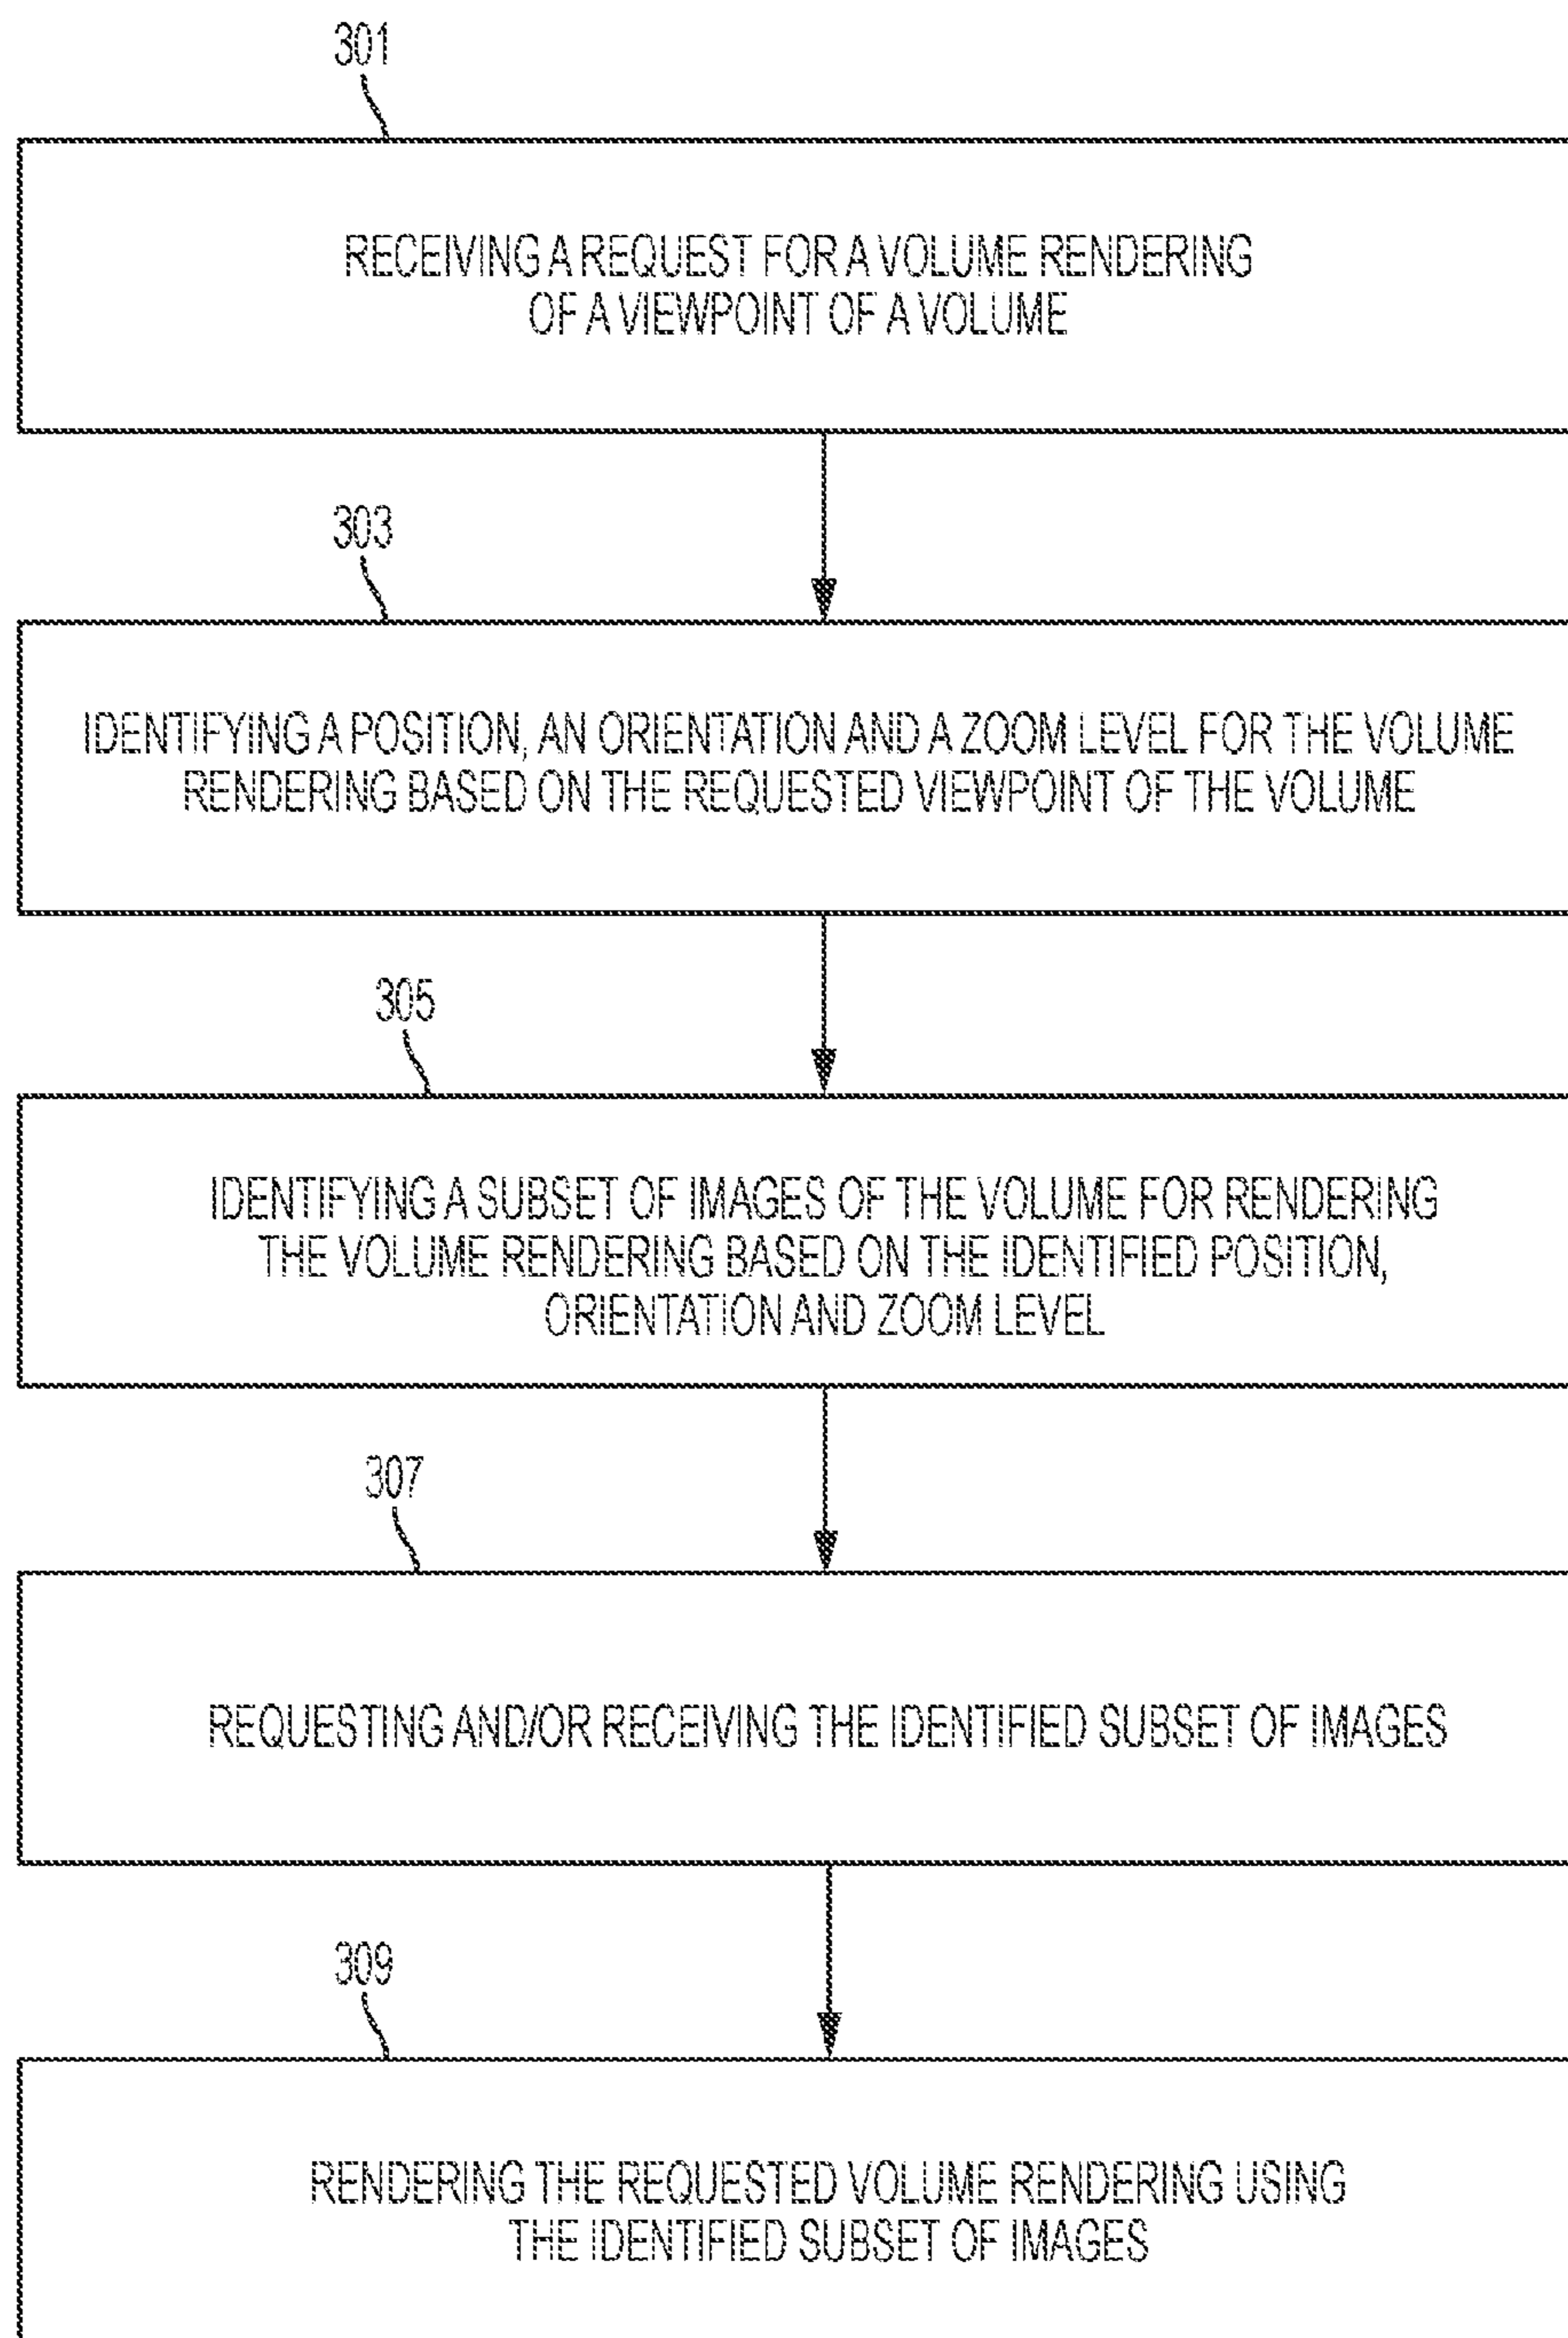 301
RECEIVING A REQUEST FOR A VOLUME RENDERING
OF A VIEWPOINT OF A VOLUME
303
IDENTIFYING A POSITION, AN ORIENTATION AND A ZOOM LEVEL FOR THE VOLUME
RENDERING BASED ON THE REQUESTED VIEWPOINT OF THE VOLUME
305
IDENTIFYING A SUBSET OF IMAGES OF THE VOLUME FOR RENDERING
THE VOLUME RENDERING BASED ON THE IDENTIFIED POSITION,
ORIENTATION AND ZOOM LEVEL
307
REQUESTING AND/OR RECEIVING THE IDENTIFIED SUBSET OF IMAGES
309
RENDERING THE REQUESTED VOLUME RENDERING USING
THE IDENTIFIED SUBSET OF IMAGES